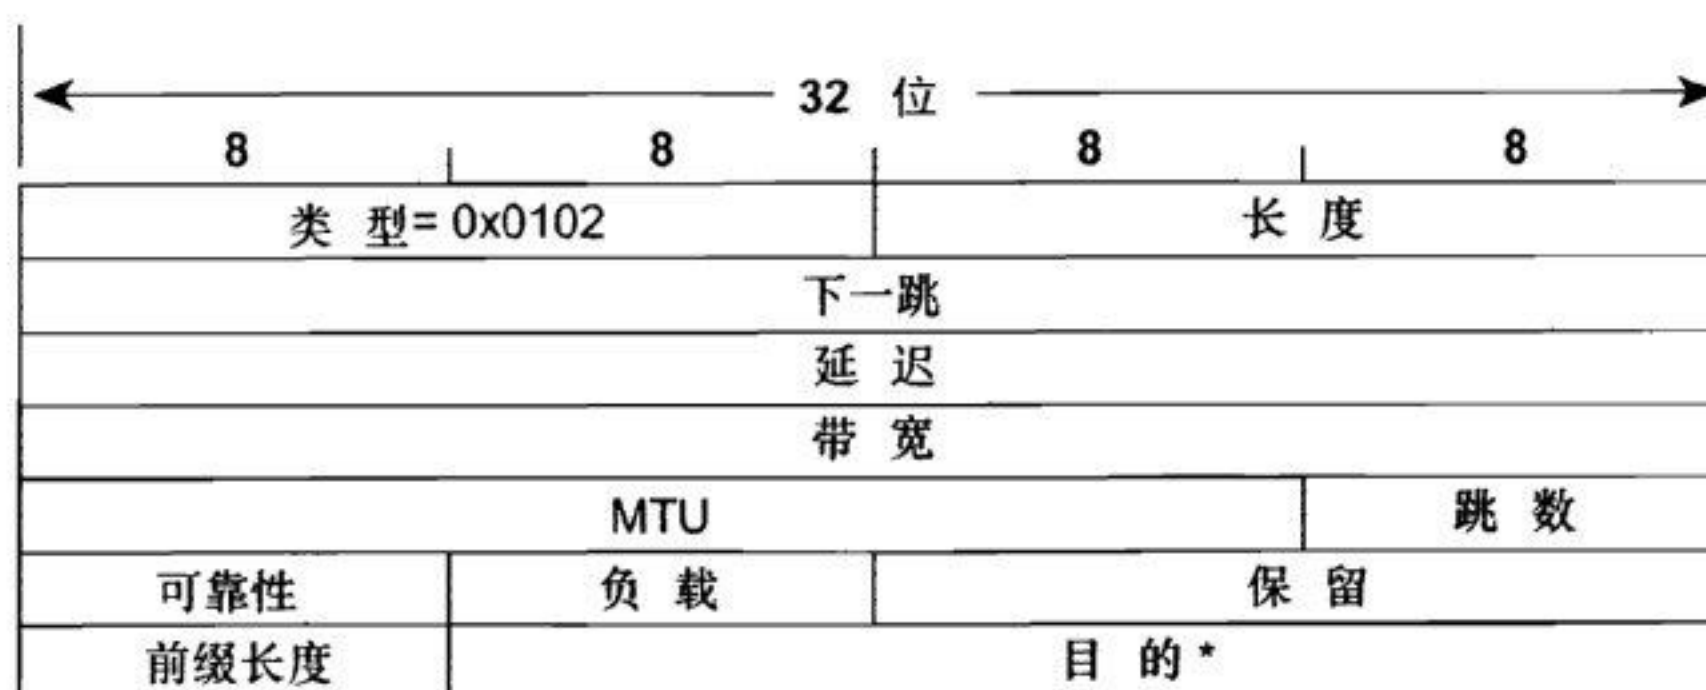 32 位
8 8 8 8
类 型= 0x0102 长 度
下一跳
延 迟
带 宽
MTU 跳 数
可靠性 负 载 保 留
前缀长度 目 的 *